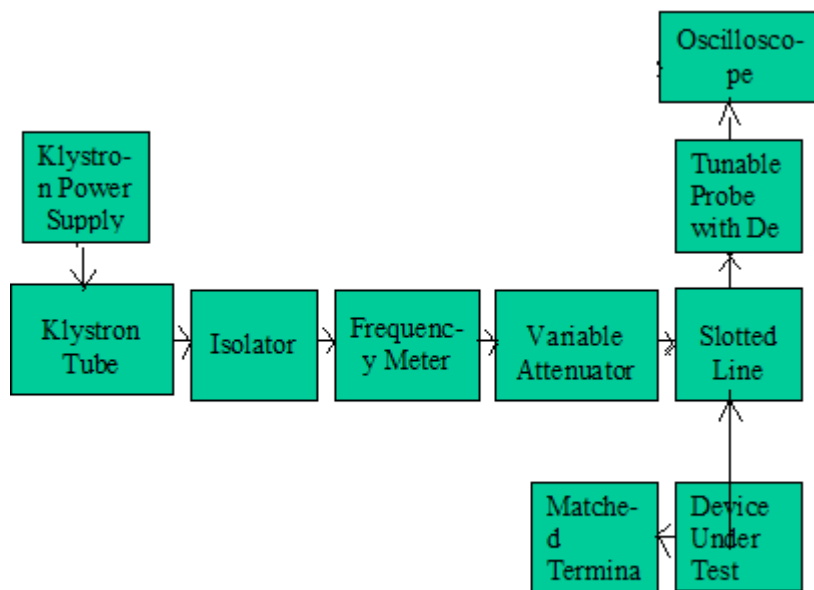 Oscillosco-
pe
Klystro-
n Power
Supply
Tunable
Probe
with De
Klystron
Tube
Isolator
Frequenc-
y Meter
Variable
Attenuator
Slotted
Line
Matche-
d
Termina
Device
Under
Test